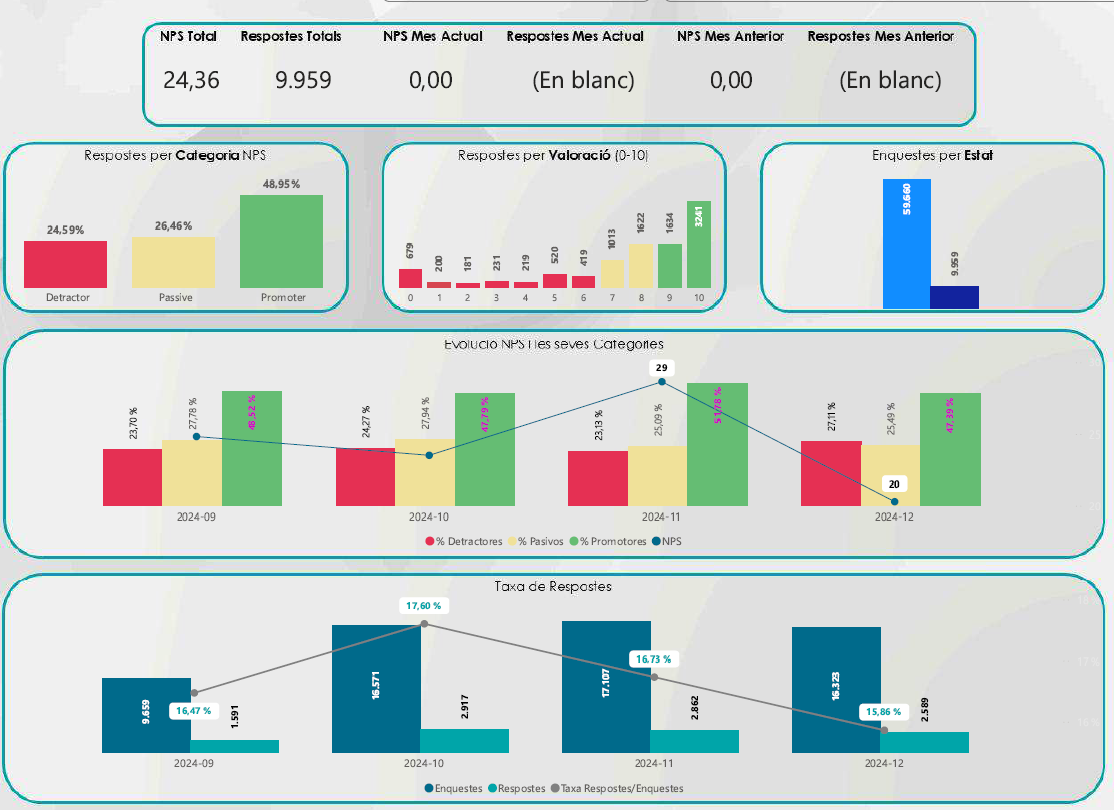 NPS Total Respostes Totals NPS Mes Actual Respostes Mes Actual NPS Mes Anterior Respostes Mes Anterior
24,36 9.959 0,00 (En blanc) 0,00 (En blanc)
Respostes per Categoria NPS
48,95%
26,46%
24,59%
Detractor Passive Promoter
Respostes per Valoració (0-10)
679 200 181 231 219 520 419 1013 1622 1634 3241
0 1 2 3 4 5 6 7 8 9 10
Enquestes per Estat
59.660 9.959
Evolució NPS i les seves Categories
29
23,70 % 27,78 % 48,52 % 24,27 % 27,94 % 47,79 % 23,13 % 25,09 % 51,78 % 27,11 % 25,49 % 47,39 %
25
20
20
2024-09 2024-10 2024-11 2024-12
% Detractores % Pasivos % Promotores NPS
Taxa de Respostes
18 %
17,60 %
16,73 %
17 %
9.659 16,47 % 1.591 16.571 2.917 17.107 2.862 16.323 15,86 % 2.589
16 %
2024-09 2024-10 2024-11 2024-12
Enquestes Respostes Taxa Respostes/Enquestes